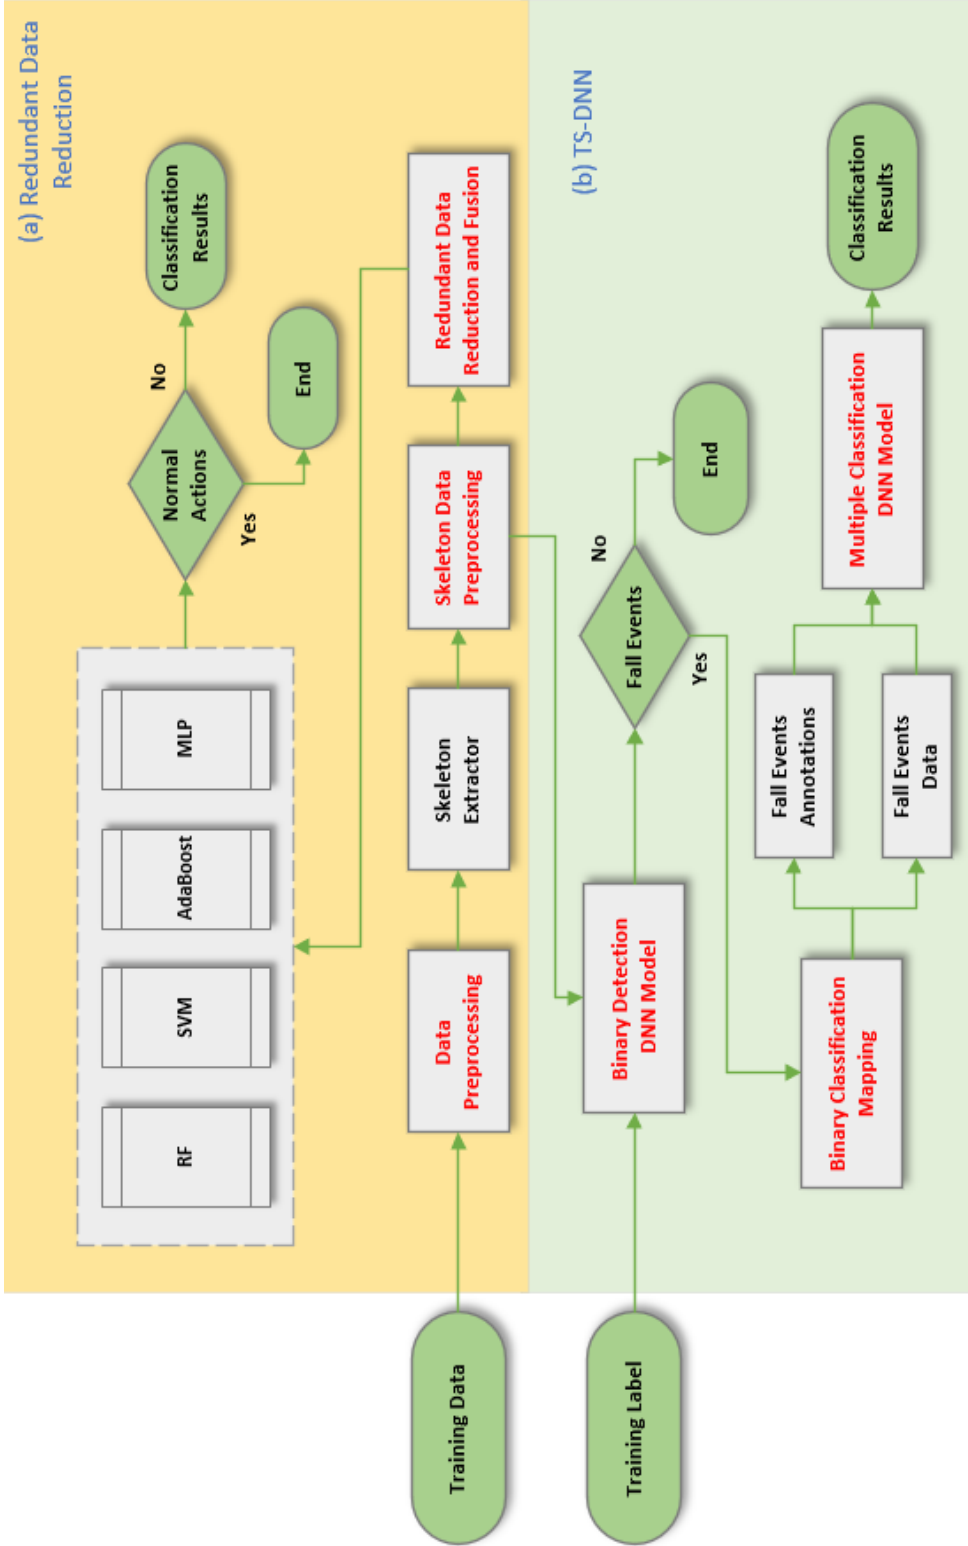 (a) Redundant Data
Reduction
RF
SVM
AdaBoost
MLP
Normal
Actions
No
Yes
Classification
Results
End
Training Data
Data
Preprocessing
Skeleton
Extractor
Skeleton Data
Preprocessing
Redundant Data
Reduction and Fusion
(b) TS-DNN
Training Label
Binary Detection
DNN Model
Fall Events
No
Yes
End
Binary Classification
Mapping
Fall Events
Annotations
Fall Events
Data
Multiple Classification
DNN Model
Classification
Results